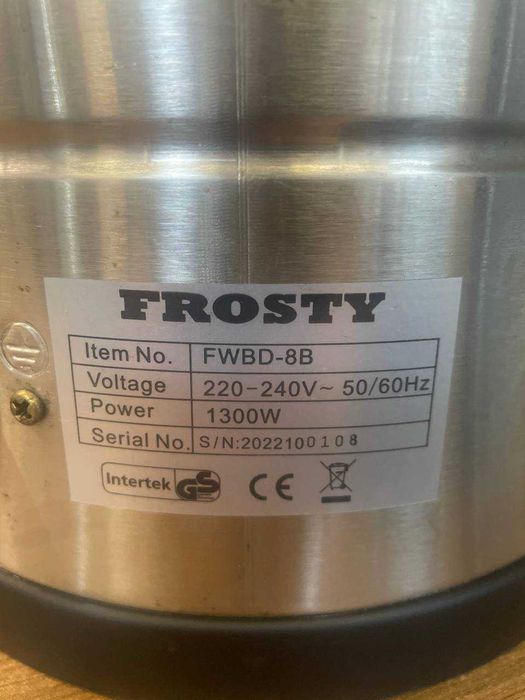 FROSTY
Item No. FWBD-8B
Voltage 220-240V~ 50/60Hz
Power 1300W
Serial No. S/N:2022100108
Intertek GS CE